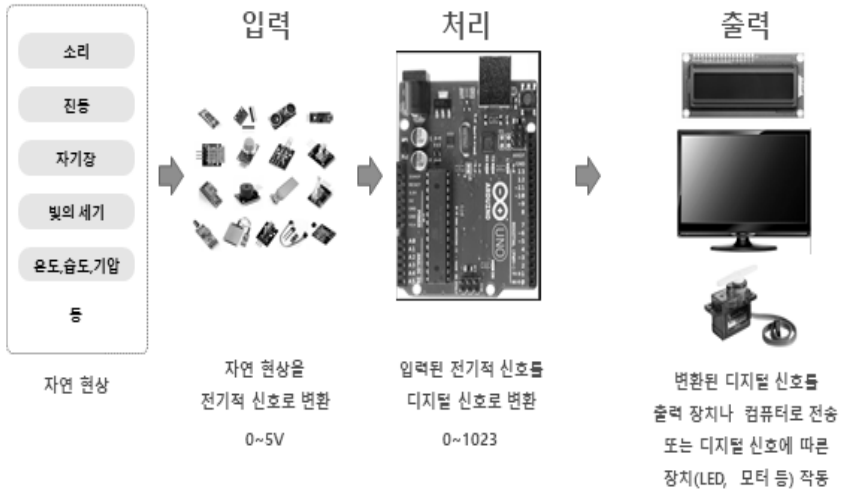 입력
처리
출력
소리
진동
자기장
빛의 세기
온도,습도,기압
등
자연 현상
자연 현상을
전기적 신호로 변환
0~5V
입력된 전기적 신호를
디지털 신호로 변환
0~1023
변환된 디지털 신호를
출력 장치나 컴퓨터로 전송
또는 디지털 신호에 따른
장치(LED, 모터 등) 작동
ARDUINO
UNO